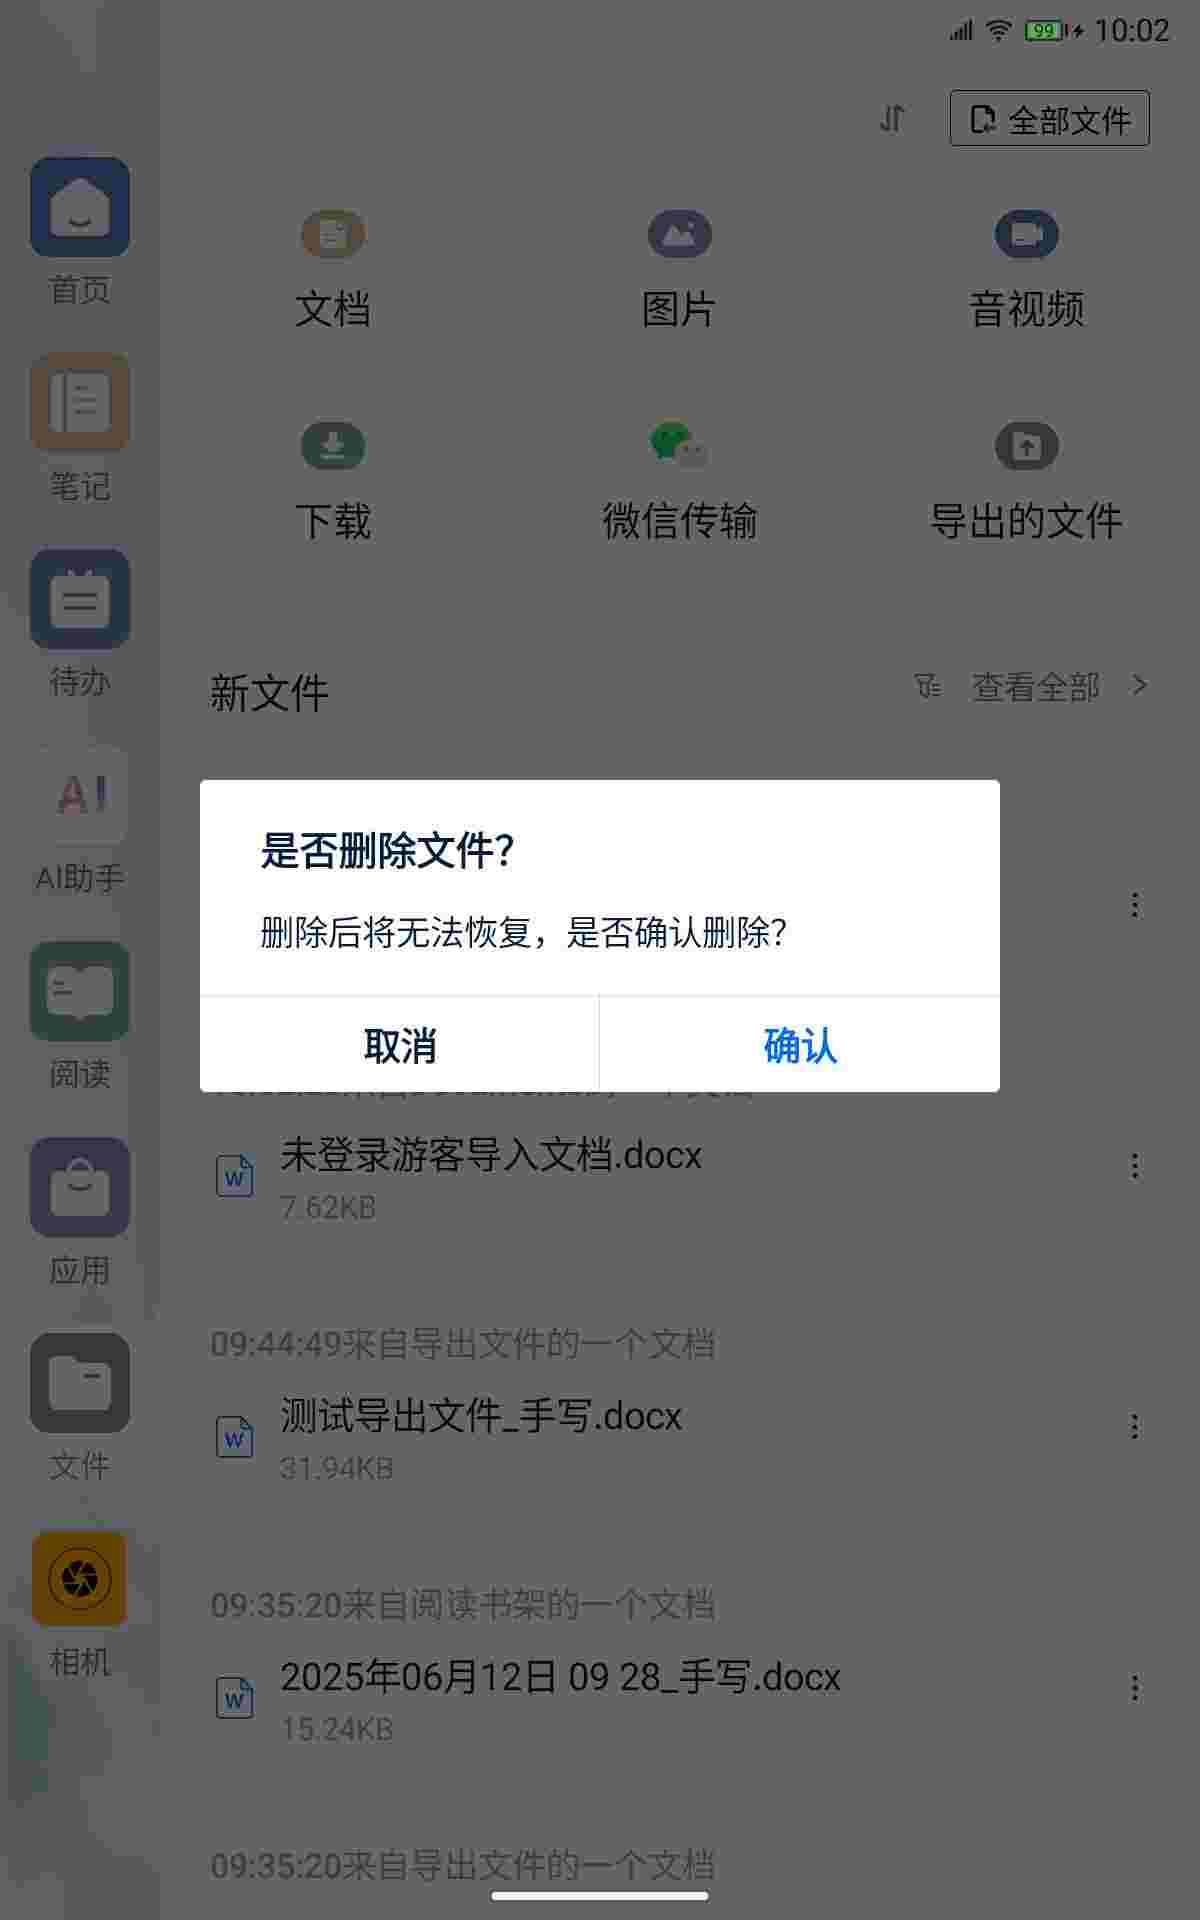 99 10:02
全部文件
首页
文档
图片
音视频
笔记
下载
微信传输
导出的文件
待办
新文件
查看全部
AI
AI助手
是否删除文件?
删除后将无法恢复，是否确认删除?
取消
确认
阅读
未登录游客导入文档.docx
7.62KB
应用
09:44:49来自导出文件的一个文档
测试导出文件_手写.docx
31.94KB
文件
09:35:20来自阅读书架的一个文档
2025年06月12日 09 28_手写.docx
15.24KB
相机
09:35:20来自导出文件的一个文档